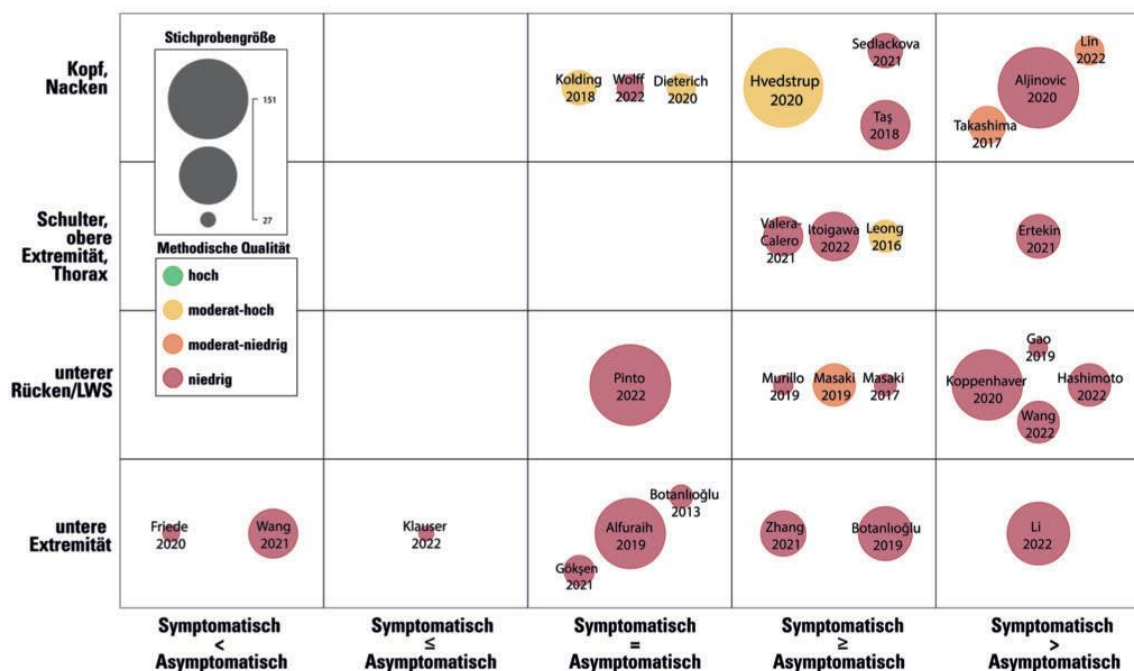 Stichprobengröße
151
27
Methodische Qualität
hoch
moderat-hoch
moderat-niedrig
niedrig
Kopf,
Nacken
Kolding
2018
Wolff
2022
Dieterich
2020
Hvedstrup
2020
Sedlackova
2021
Taş
2018
Lin
2022
Aljinovic
2020
Takashima
2017
Schulter,
obere
Extremität,
Thorax
Valera-
Calero
2021
Itoigawa
2022
Leong
2016
Ertekin
2021
unterer
Rücken/LWS
Pinto
2022
Murillo
2019
Masaki
2019
Masaki
2017
Gao
2019
Koppenhaver
2020
Hashimoto
2022
Wang
2022
untere
Extremität
Friede
2020
Wang
2021
Klauser
2022
Botanlıoğlu
2013
Alfuraih
2019
Gökşen
2021
Zhang
2021
Botanlıoğlu
2019
Li
2022
Symptomatisch
<
Asymptomatisch
Symptomatisch
≤
Asymptomatisch
Symptomatisch
=
Asymptomatisch
Symptomatisch
≥
Asymptomatisch
Symptomatisch
>
Asymptomatisch